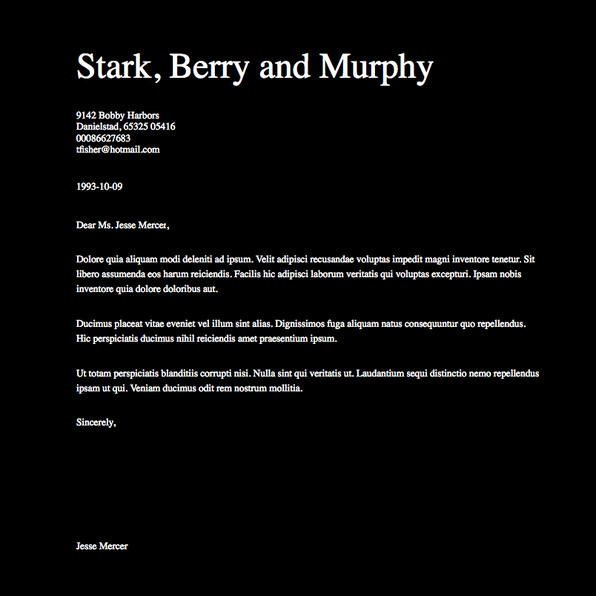 Stark, Berry and Murphy
9142 Bobby Harbors
Danielstad, 65325 05416
00086627683
tfisher@hotmail.com
1993-10-09
Dear Ms. Jesse Mercer,
Dolore quia aliquam modi deleniti ad ipsum. Velit adipisci recusandae voluptas impedit magni inventore tenetur. Sit
libero assumenda eos harum reiciendis. Facilis hic adipisci laborum veritatis qui voluptas excepturi. Ipsam nobis
inventore quia dolore doloribus aut.
Ducimus placeat vitae eveniet vel illum sint alias. Dignissimos fuga aliquam natus consequuntur quo repellendus.
Hic perspiciatis ducimus nihil reiciendis amet praesentium ipsum.
Ut totam perspiciatis blanditiis corrupti nisi. Nulla sint qui veritatis ut. Laudantium sequi distinctio nemo repellendus
ipsam ut qui. Veniam ducimus odit rem nostrum mollitia.
Sincerely,
Jesse Mercer